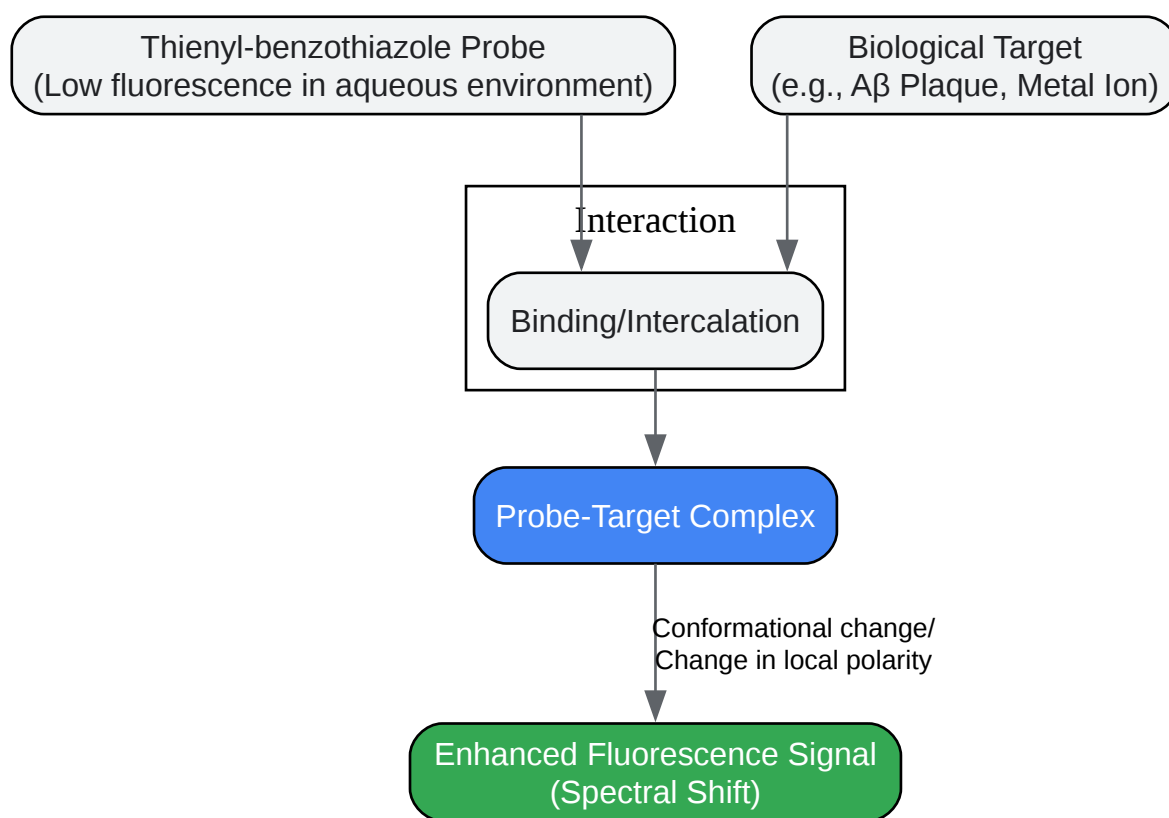 Thienyl-benzothiazole Probe
(Low fluorescence in aqueous environment)
Biological Target
(e.g., Aβ Plaque, Metal Ion)
Interaction
Binding/Intercalation
Probe-Target Complex
Conformational change/
Change in local polarity
Enhanced Fluorescence Signal
(Spectral Shift)